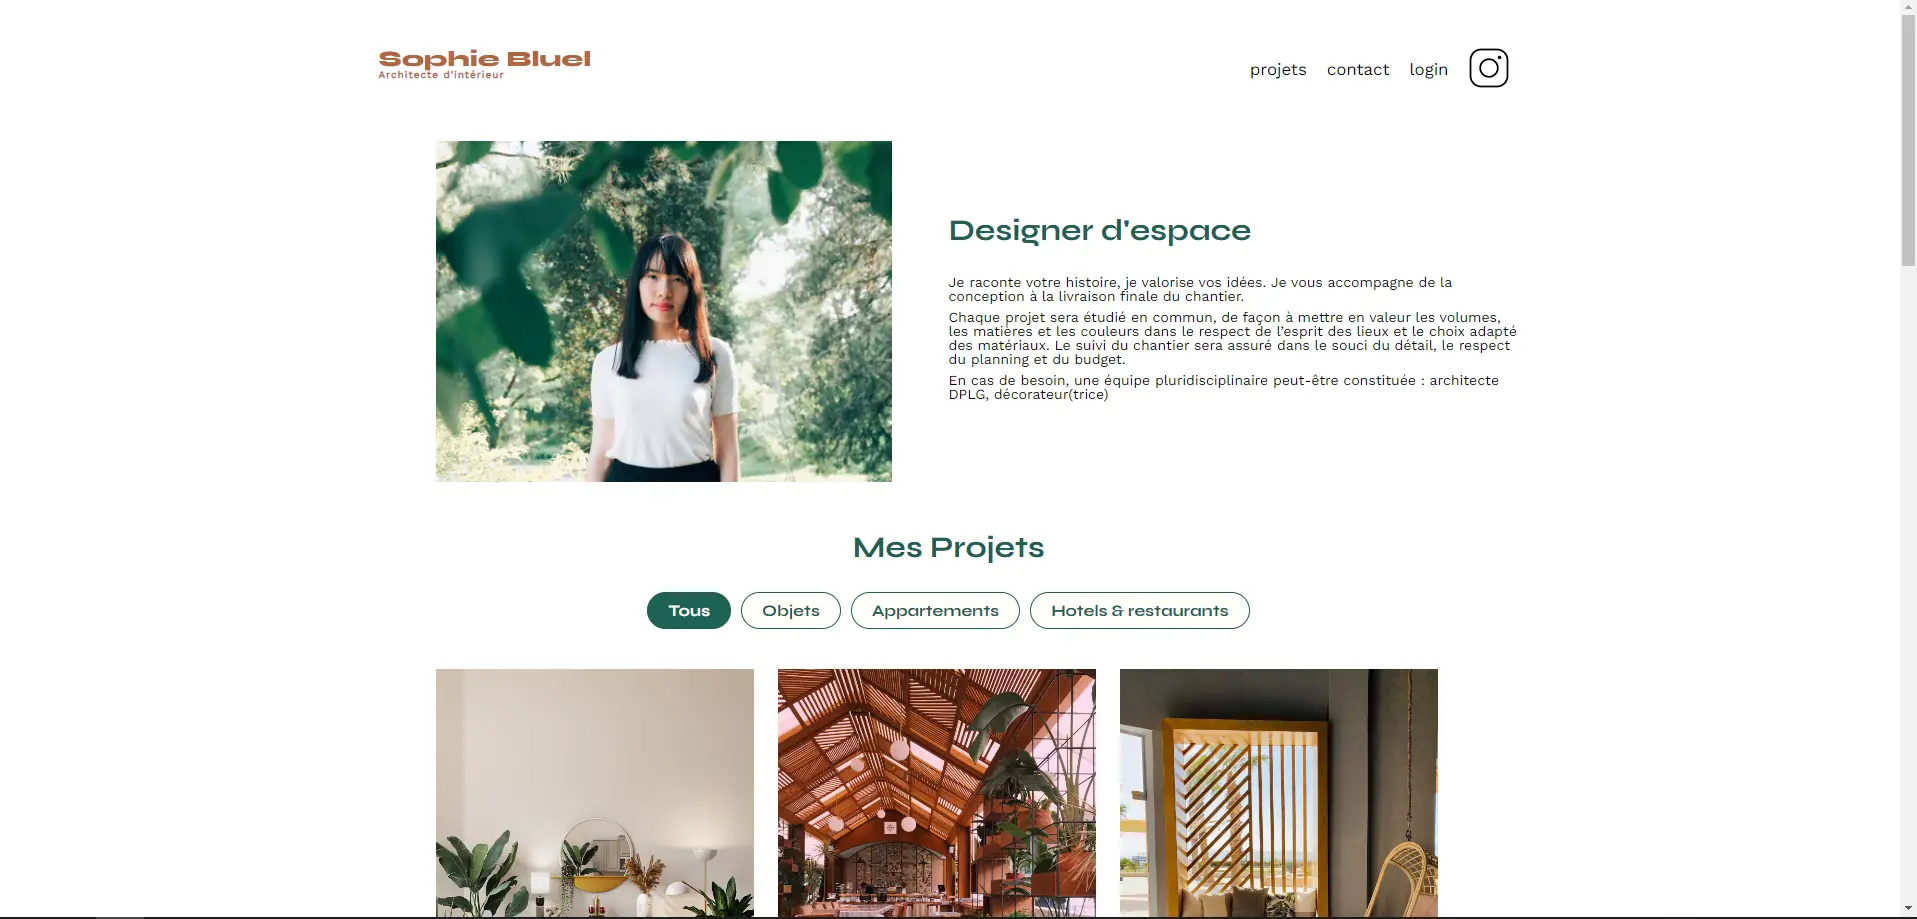 Sophie Bluel
Architecte d'intérieur
projets contact login
Designer d'espace
Je raconte votre histoire, je valorise vos idées. Je vous accompagne de la
conception à la livraison finale du chantier.
Chaque projet sera étudié en commun, de façon à mettre en valeur les volumes,
les matières et les couleurs dans le respect de l’esprit des lieux et le choix adapté
des matériaux. Le suivi du chantier sera assuré dans le souci du détail, le respect
du planning et du budget.
En cas de besoin, une équipe pluridisciplinaire peut-être constituée : architecte
DPLG, décorateur(trice)
Mes Projets
Tous Objets Appartements Hotels & restaurants